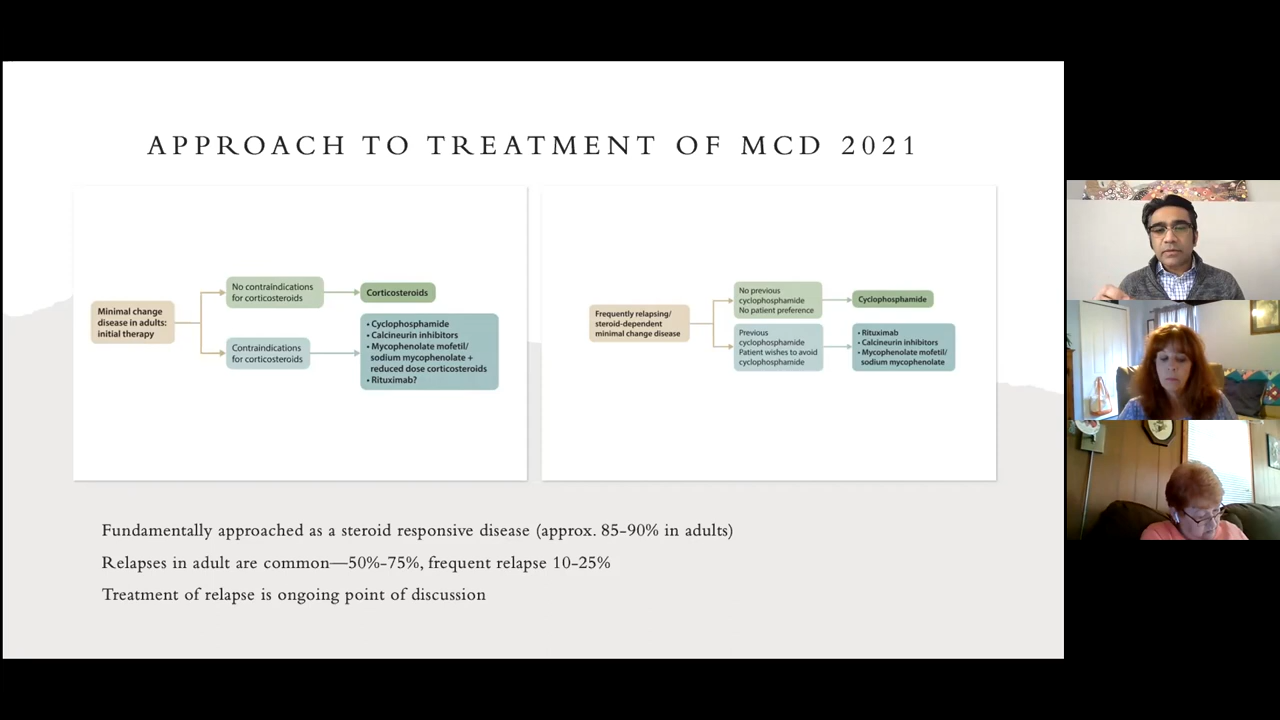 APPROACH TO TREATMENT OF MCD 2021
Minimal change
disease in adults:
initial therapy
No contraindications
for corticosteroids
Corticosteroids
Contraindications
for corticosteroids
• Cyclophosphamide
• Calcineurin inhibitors
• Mycophenolate mofetil/
sodium mycophenolate +
reduced dose corticosteroids
• Rituximab?
Frequently relapsing/
steroid-dependent
minimal change disease
No previous
cyclophosphamide
No patient preference
Cyclophosphamide
Previous
cyclophosphamide
Patient wishes to avoid
cyclophosphamide
• Rituximab
• Calcineurin inhibitors
• Mycophenolate mofetil/
sodium mycophenolate
Fundamentally approached as a steroid responsive disease (approx. 85-90% in adults)
Relapses in adult are common—50%-75%, frequent relapse 10-25%
Treatment of relapse is ongoing point of discussion